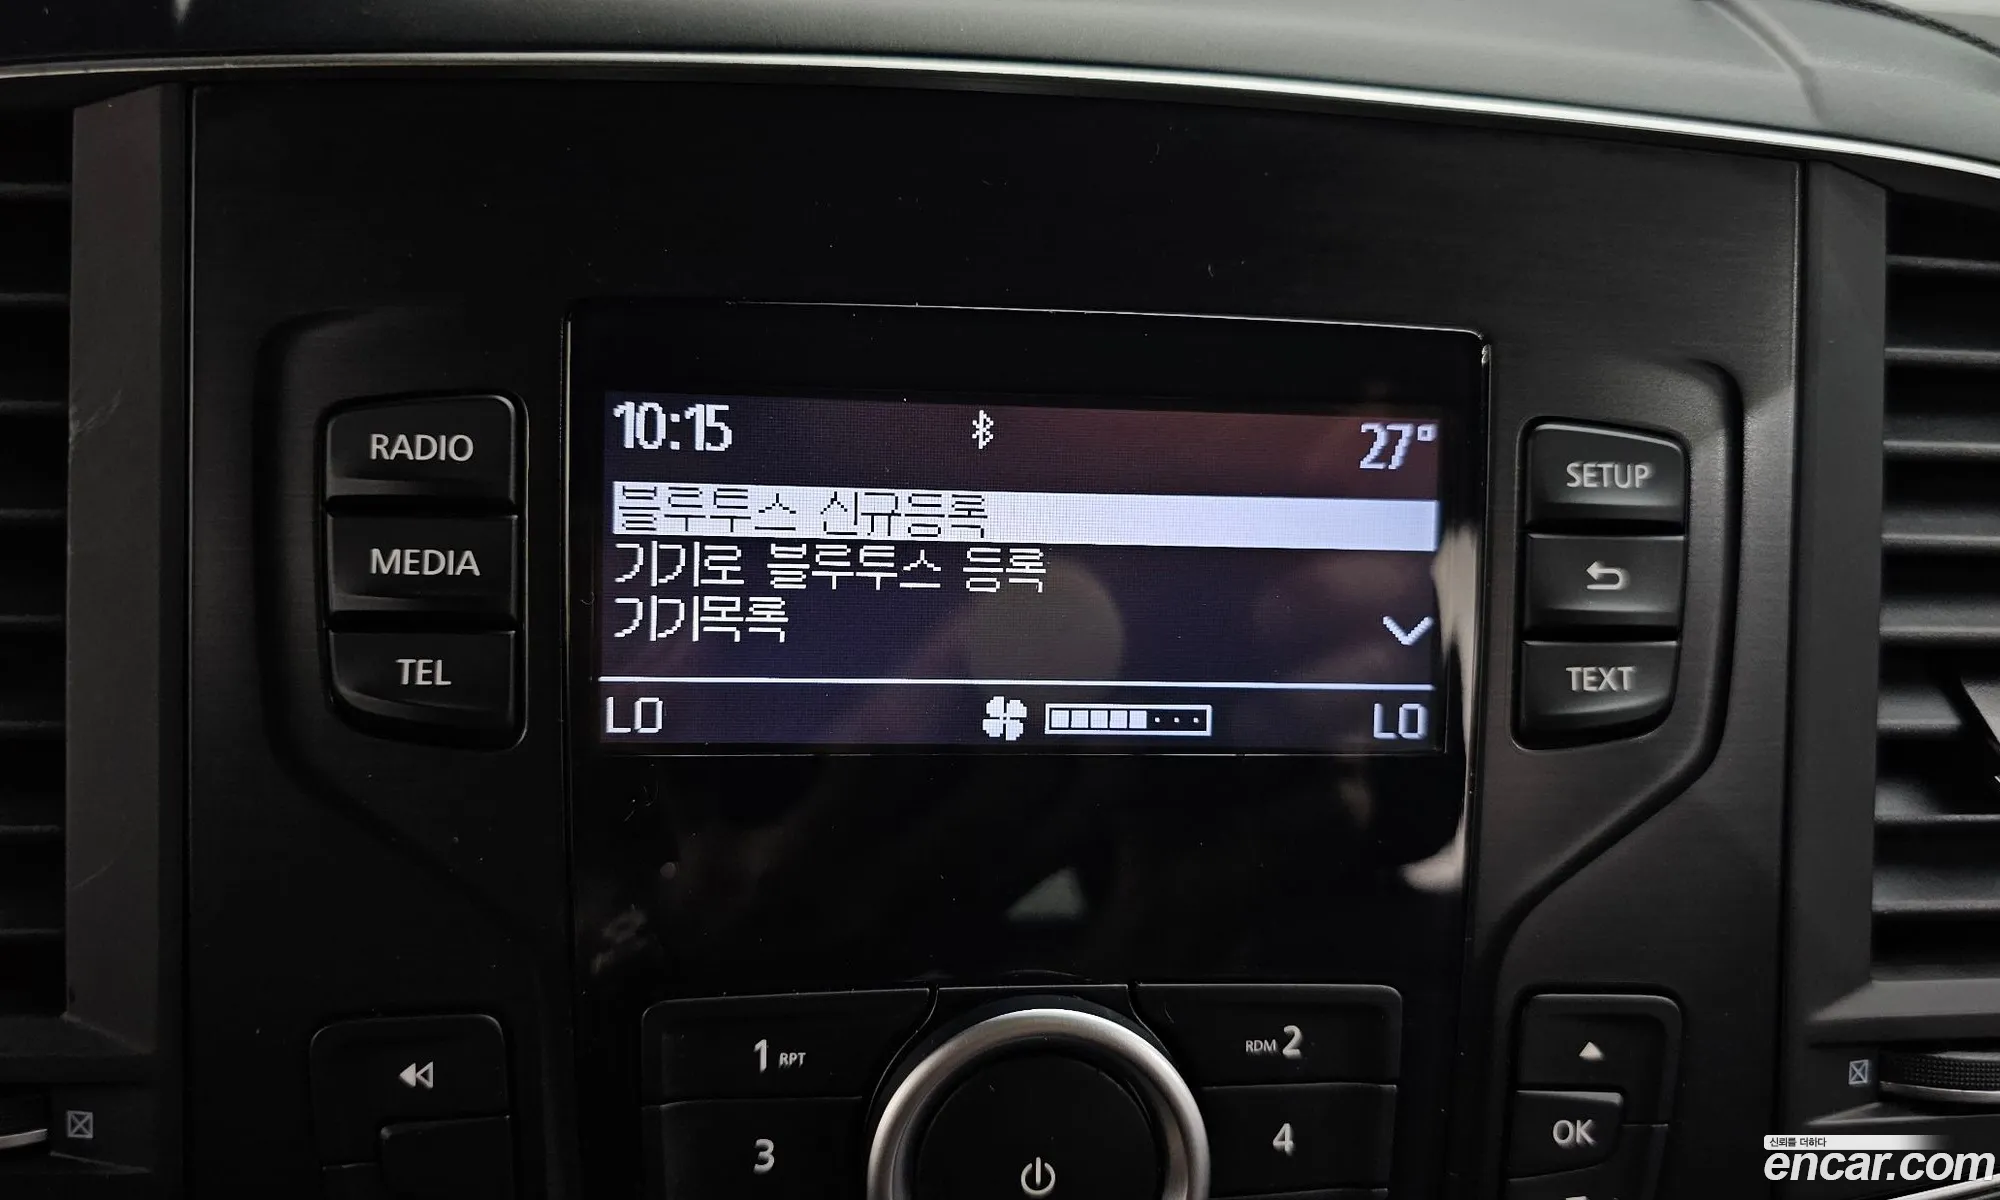 10:15 27°
블루투스 신규등록
기기로 블루투스 등록
기기목록
LO LO
RADIO
MEDIA
TEL
SETUP
TEXT
1 RPT
RDM 2
3
4
OK
신뢰를 더하다
encar.com